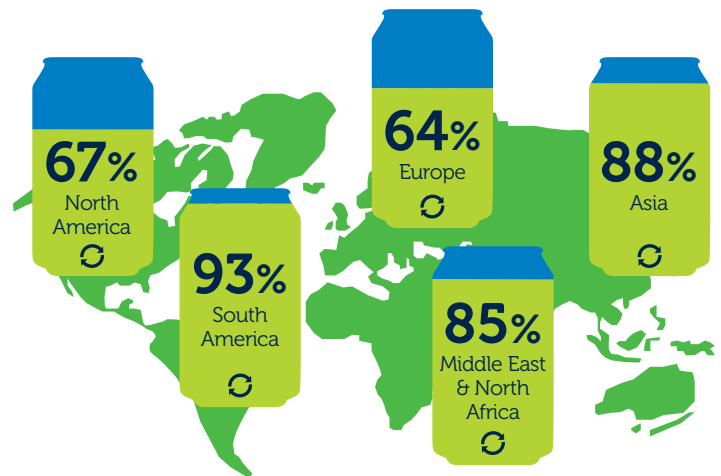 67%
North
America
93%
South
America
64%
Europe
85%
Middle East
& North
Africa
88%
Asia